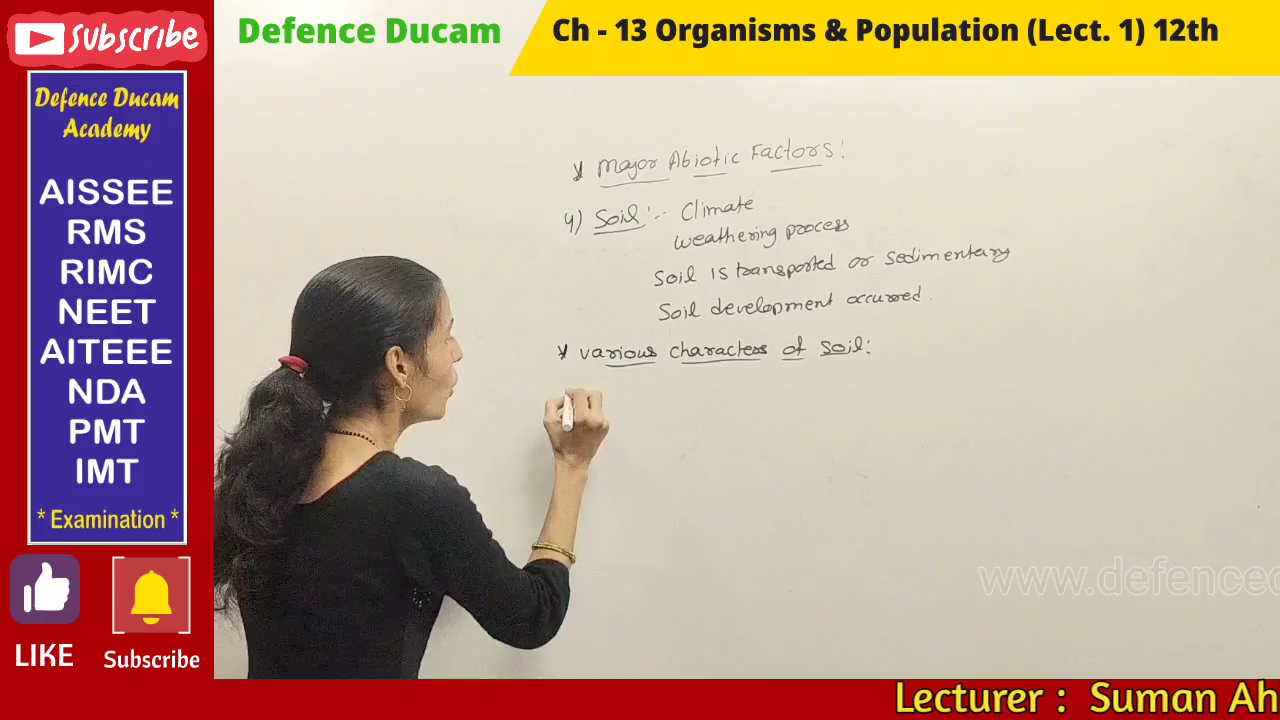 SUBSCRIBE
Defence Ducam
Ch - 13 Organisms & Population (Lect. 1) 12th
Defence Ducam
Academy
AISSEE
RMS
RIMC
NEET
AITEEE
NDA
PMT
IMT
* Examination *
LIKE
Subscribe
* Major Abiotic Factors:
4) Soil:- Climate
weathering process
Soil is transported or sedimentary
Soil development occurred.
* various characters of soil:
www.defenced
Lecturer : Suman Ah